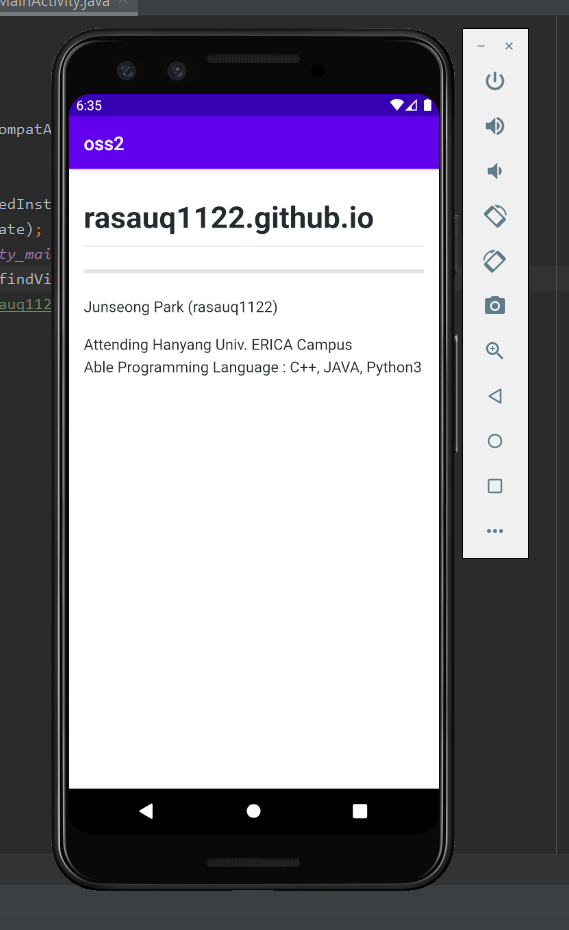 MainActivity.java
ompatA
edInst
ate);
ty_mai
findVi
auq112
6:35
oss2
rasauq1122.github.io
Junseong Park (rasauq1122)
Attending Hanyang Univ. ERICA Campus
Able Programming Language : C++, JAVA, Python3